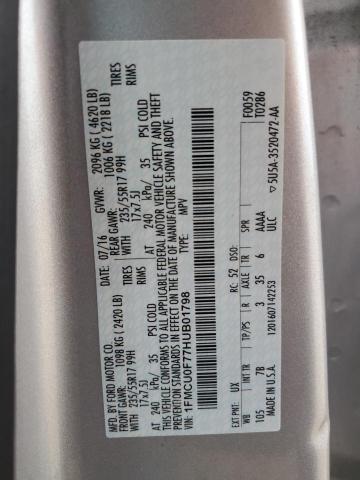 MFD. BY FORD MOTOR CO.
DATE: 07/16 GVWR: 2096 KG (4620 LB)
FRONT GAWR: 1098 KG (2420 LB) REAR GAWR: 1006 KG (2218 LB)
235/55R17 99H TIRES WITH 235/55R17 99H TIRES
17x7.5J RIMS 17x7.5J RIMS
AT 240 kPa/ 35 PSI COLD AT 240 kPa/ 35 PSI COLD
THIS VEHICLE CONFORMS TO ALL APPLICABLE FEDERAL MOTOR VEHICLE SAFETY AND THEFT
PREVENTION STANDARDS IN EFFECT ON THE DATE OF MANUFACTURE SHOWN ABOVE.
VIN: 1FMCU0F77HUB01798 TYPE: MPV
F0059
T0286
EXT PNT: UX RC: 52 DSO:
WB INT TR TP/PS R AXLE TR SPR
105 7B 3 35 6 AAAA
ULC
MADE IN U.S.A. 1201607142253
▽5U5A-3520472-AA